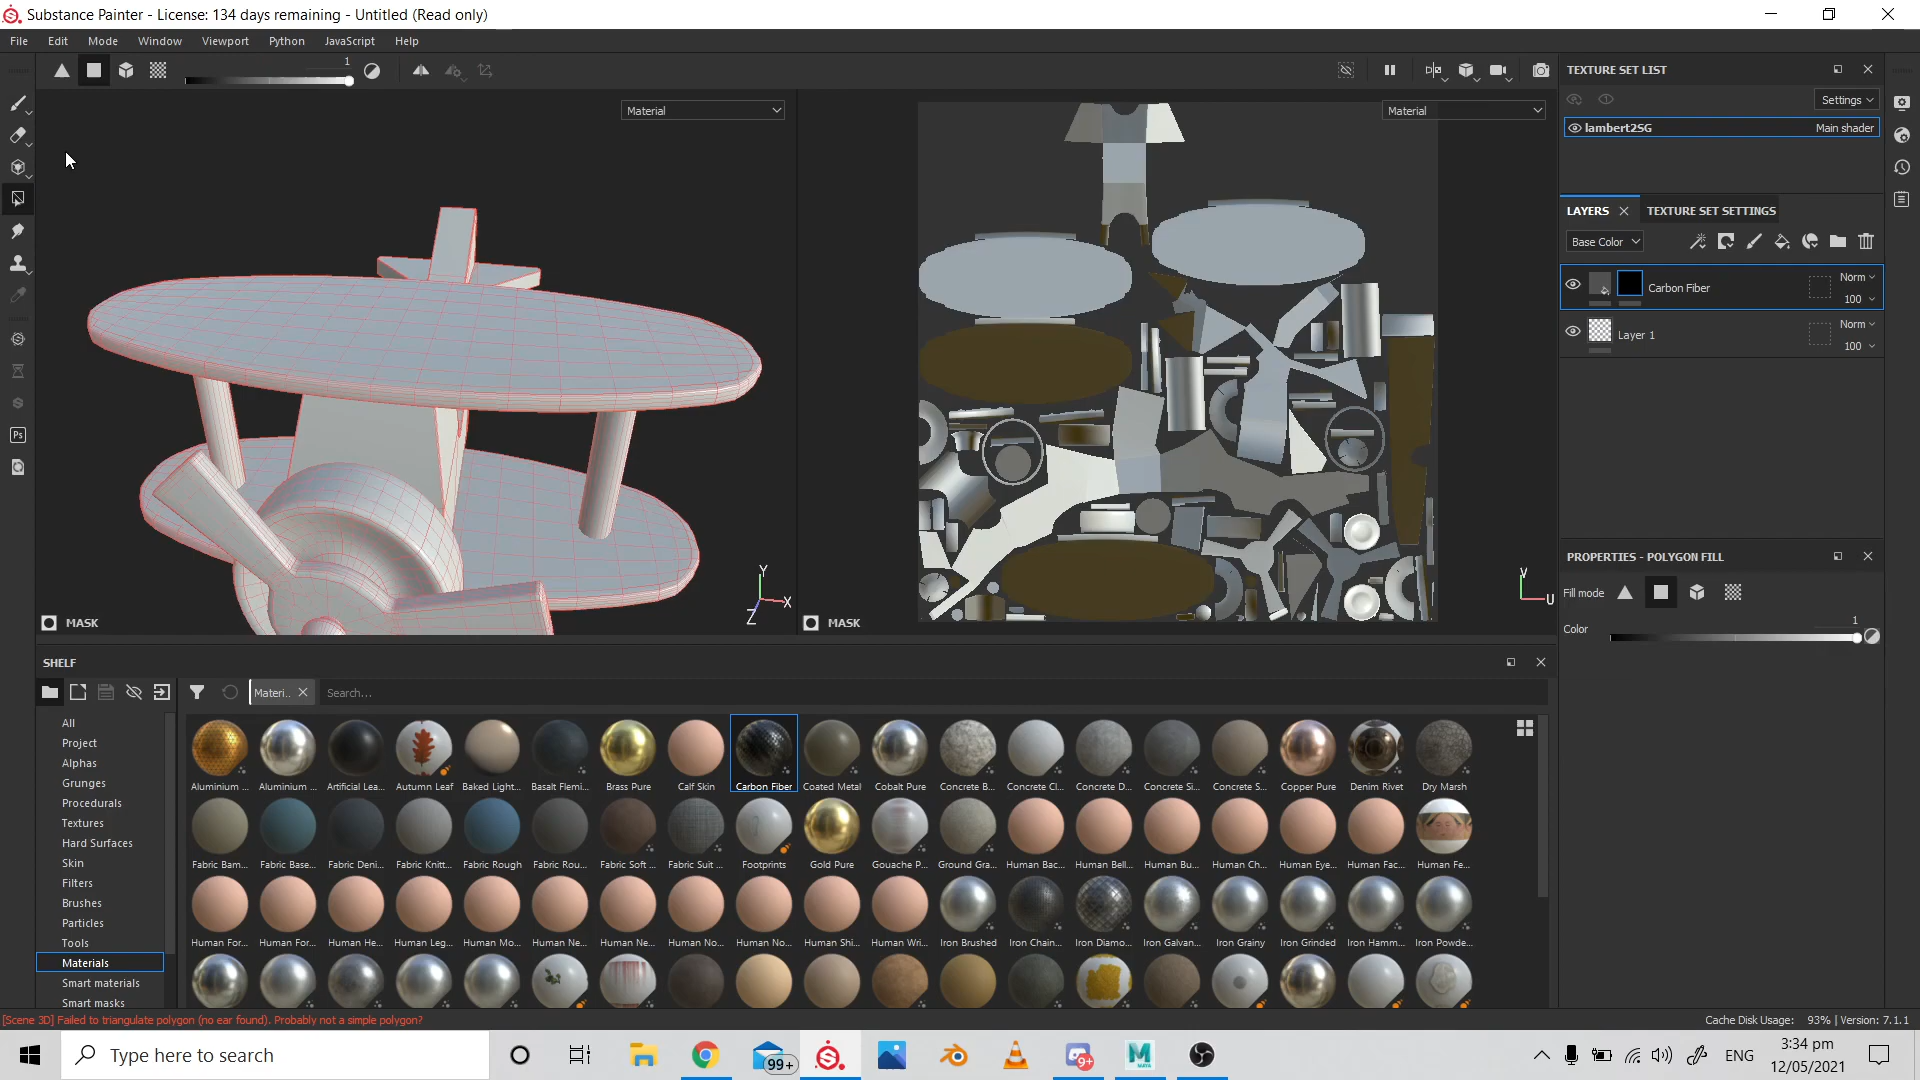 Substance Painter - License: 134 days remaining - Untitled (Read only)
File Edit Mode Window Viewport Python JavaScript Help
1
Material
Material
TEXTURE SET LIST
Settings
lambert2SG Main shader
LAYERS TEXTURE SET SETTINGS
Base Color
Carbon Fiber Norm 100
Layer 1 Norm 100
PROPERTIES - POLYGON FILL
Fill mode
Color 1
Y
X
Z
V
U
MASK
MASK
Ps
SHELF
Materi..
Search...
All
Project
Alphas
Grunges
Procedurals
Textures
Hard Surfaces
Skin
Filters
Brushes
Particles
Tools
Materials
Smart materials
Smart masks
Aluminium ... Aluminium ... Artificial Lea... Autumn Leaf Baked Light... Basalt Flemi... Brass Pure Calf Skin Carbon Fiber Coated Metal Cobalt Pure Concrete B... Concrete Cl... Concrete D... Concrete Si... Concrete S... Copper Pure Denim Rivet Dry Marsh
Fabric Bam... Fabric Base... Fabric Deni... Fabric Knitt... Fabric Rough Fabric Rou... Fabric Soft ... Fabric Suit ... Footprints Gold Pure Gouache P... Ground Gra... Human Bac... Human Bell... Human Bu... Human Ch... Human Eye... Human Fac... Human Fe...
Human For... Human For... Human He... Human Leg... Human Mo... Human Ne... Human Ne... Human No... Human No... Human Shi... Human Wri... Iron Brushed Iron Chain... Iron Diamo... Iron Galvan... Iron Grainy Iron Grinded Iron Hamm... Iron Powde...
[Scene 3D] Failed to triangulate polygon (no ear found). Probably not a simple polygon?
Cache Disk Usage: 93% | Version: 7.1.1
Type here to search
99+
9+
M
MAYA
ENG
3:34 pm
12/05/2021